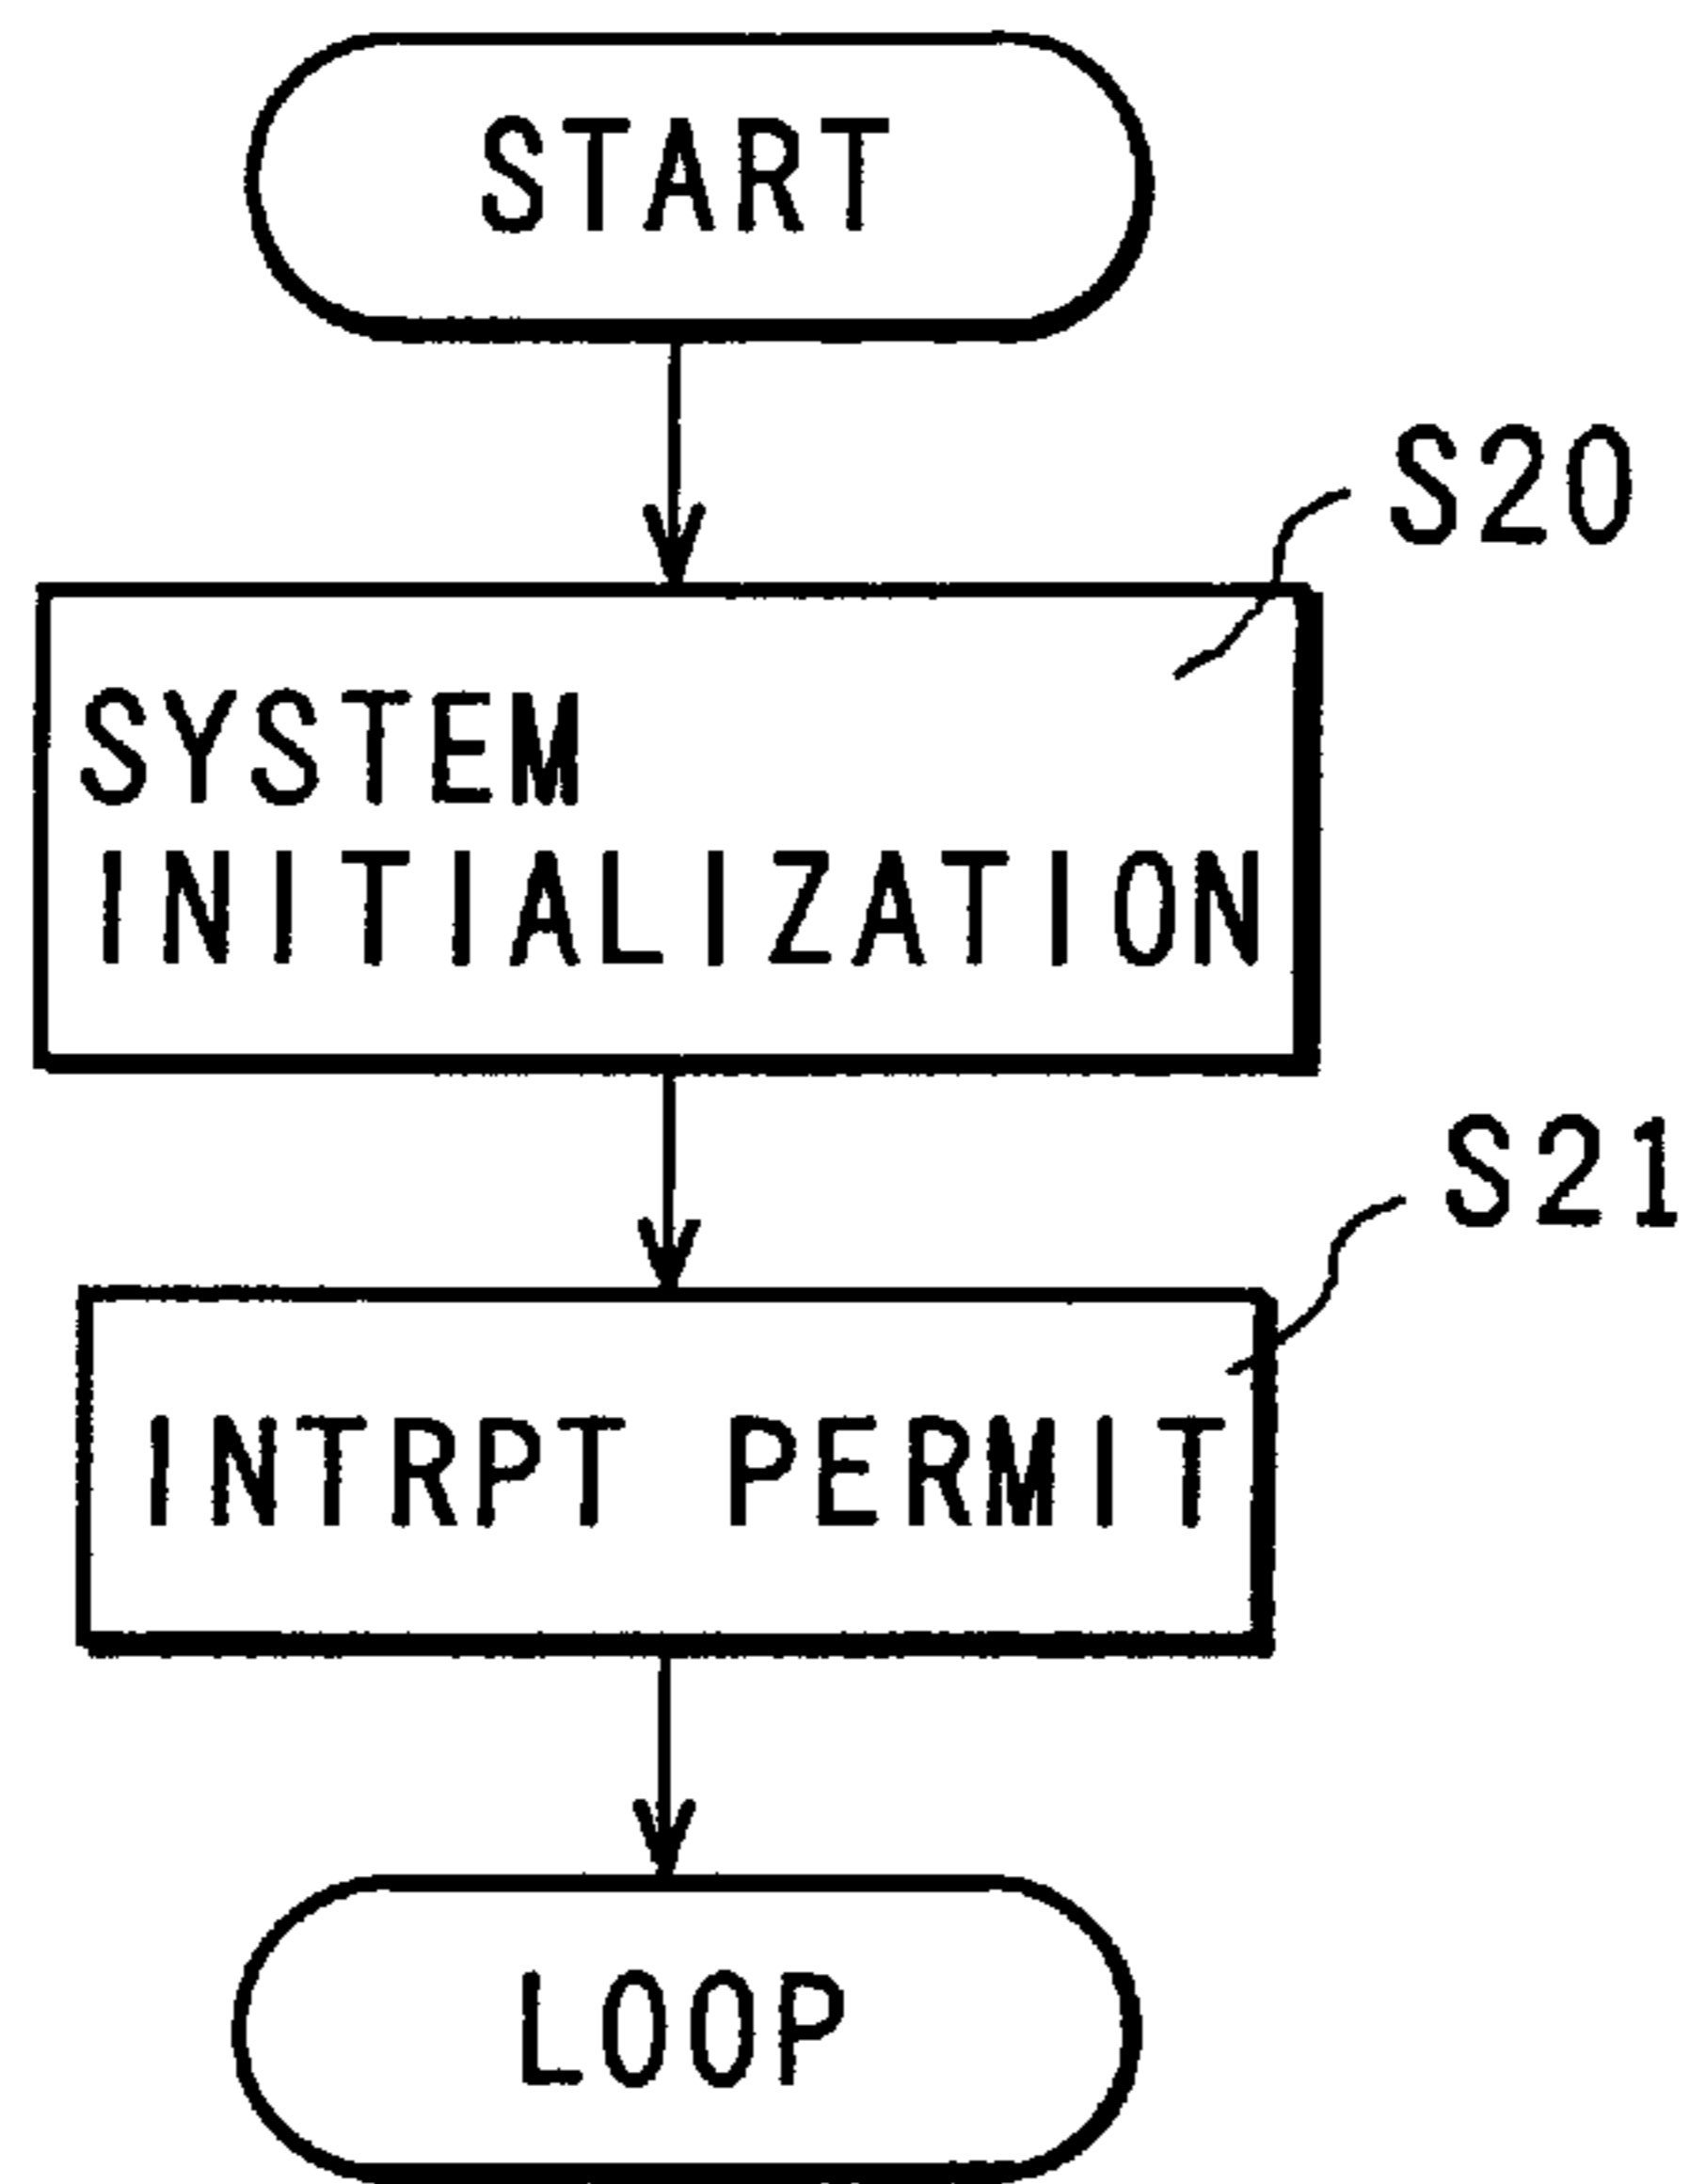 START
S20
SYSTEM
INITIALIZATION
S21
INTRPT PERMIT
LOOP